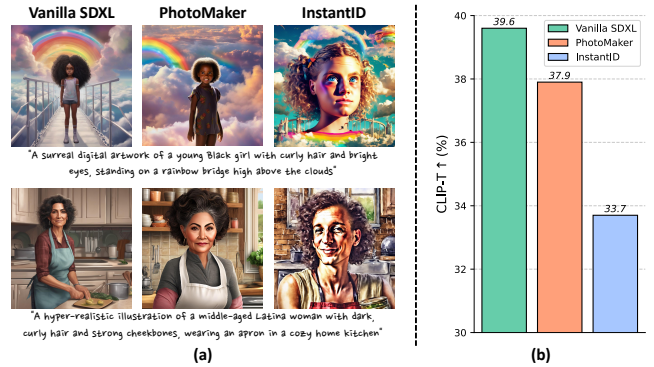 Vanilla SDXL PhotoMaker InstantID
"A surreal digital artwork of a young Black girl with curly hair and bright
eyes, standing on a rainbow bridge high above the clouds"
"A hyper-realistic illustration of a middle-aged Latina woman with dark,
curly hair and strong cheekbones, wearing an apron in a cozy home kitchen"
(a)
40
38
36
34
32
30
CLIP-T ↑ (%)
39.6
37.9
33.7
Vanilla SDXL
PhotoMaker
InstantID
(b)